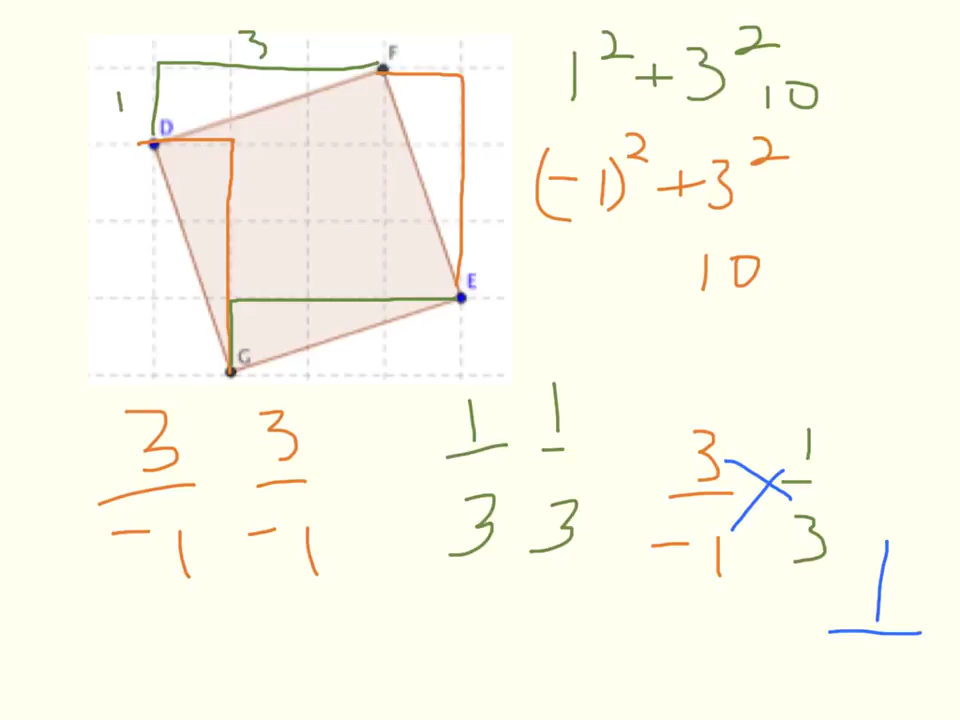 3
F
1
D
E
G
1² + 3²
10
(-1)² + 3²
10
3/-1 3/-1
1/3 1/3
3/-1 1/3
1